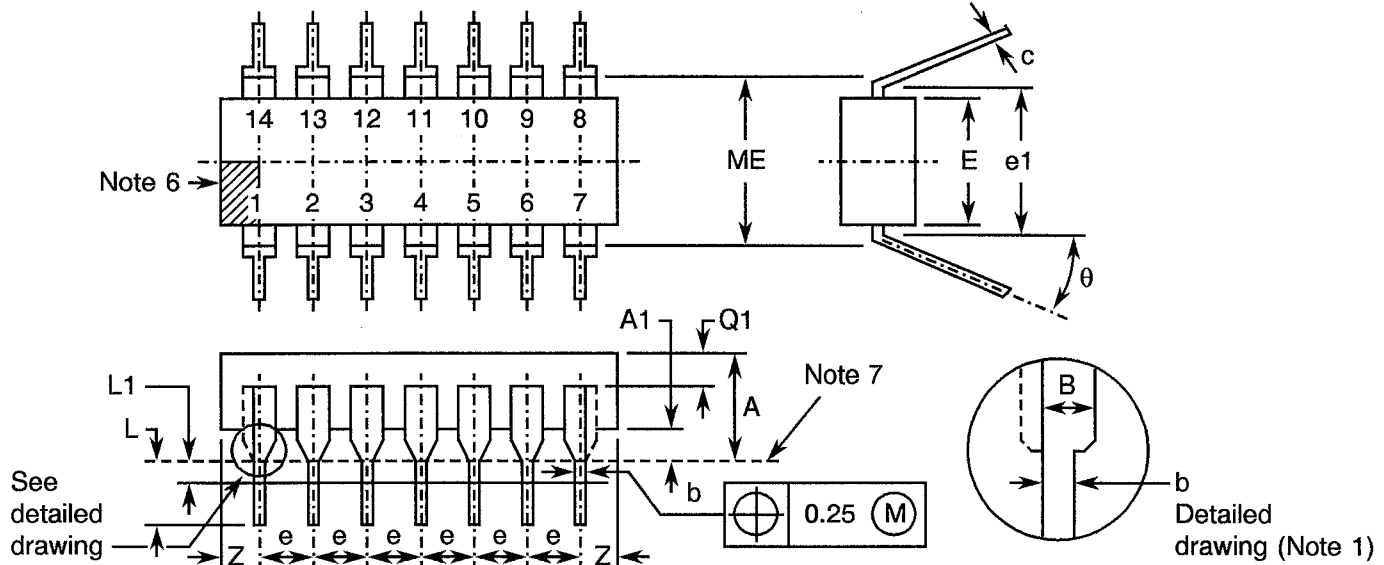 14 13 12 11 10 9 8
Note 6
1 2 3 4 5 6 7
ME
c
E
e1
θ
A1
Q1
L1
L
A
Note 7
See
detailed
drawing
Z e e e e e e Z
b
0.25 M
B
b
Detailed
drawing (Note 1)